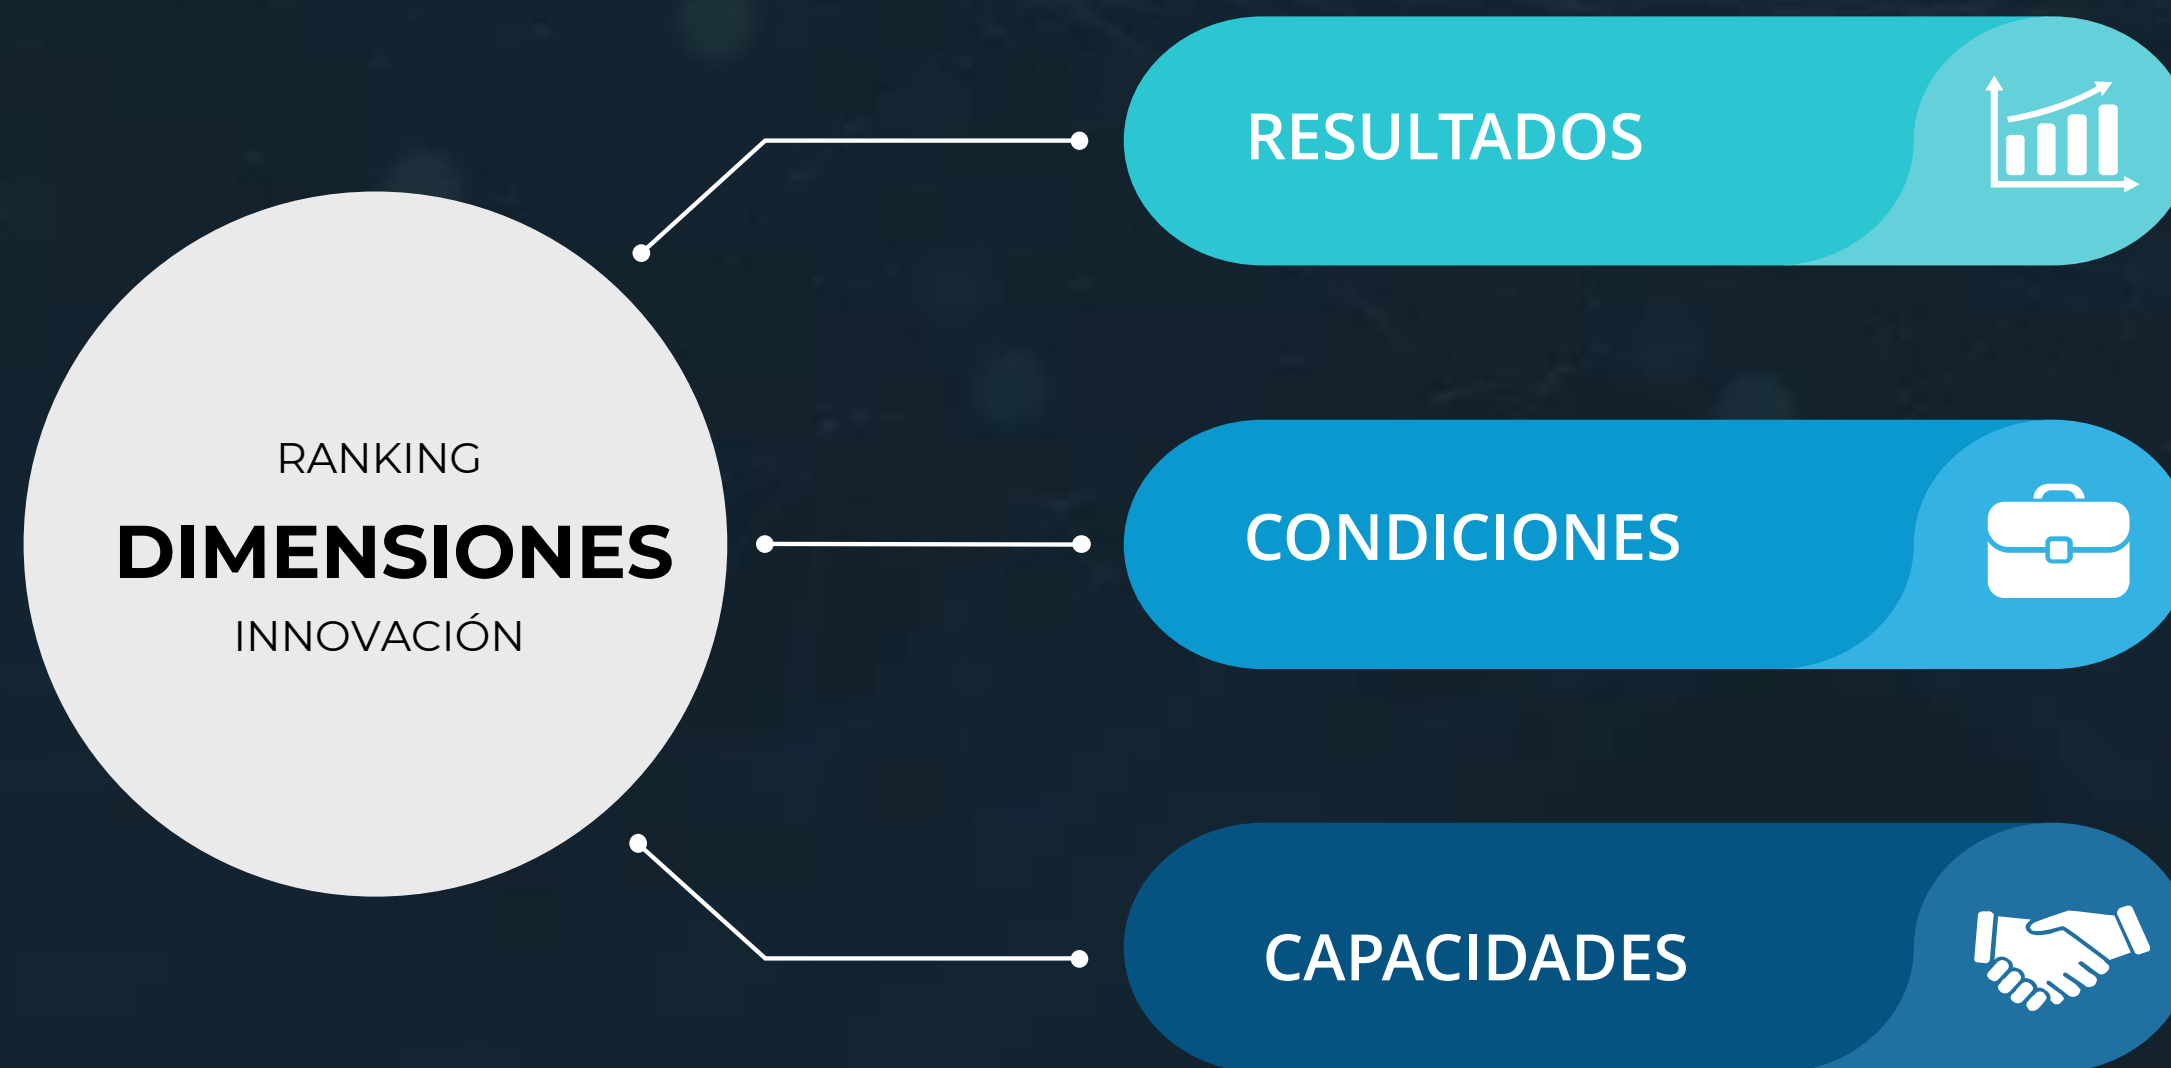 RANKING
DIMENSIONES
INNOVACIÓN
RESULTADOS
CONDICIONES
CAPACIDADES